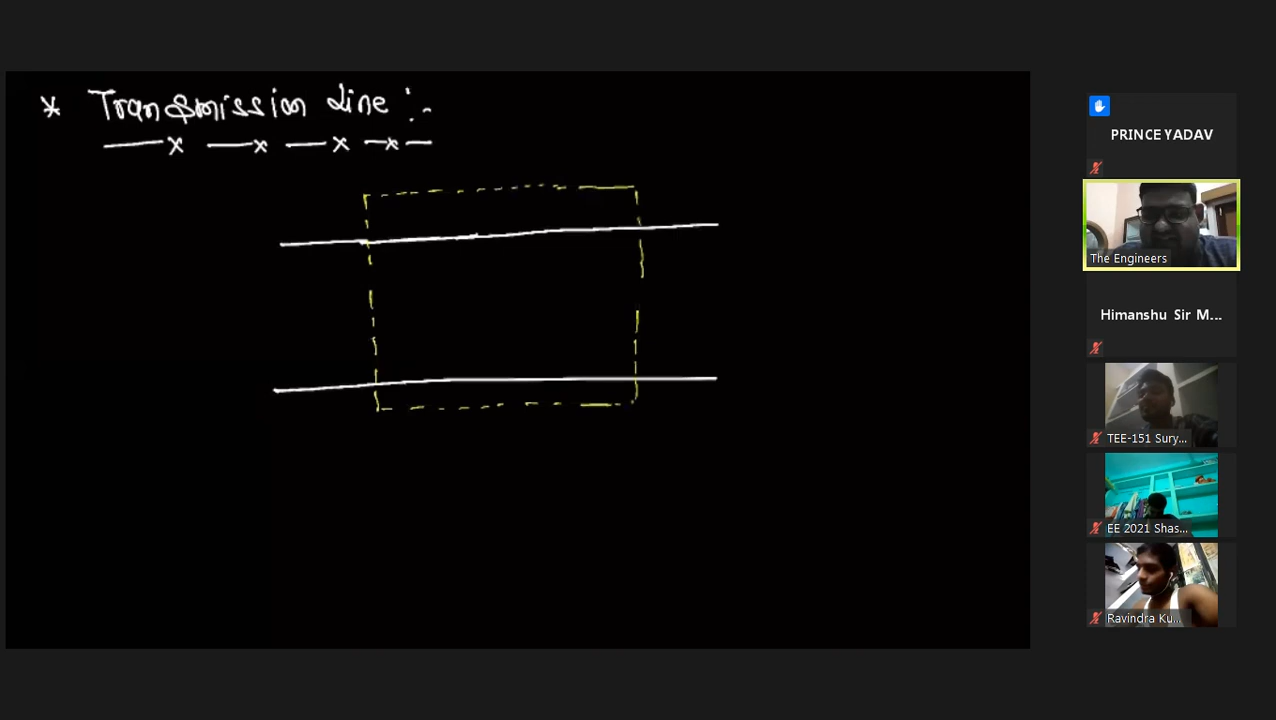 * Transmission Line :-
PRINCE YADAV
The Engineers
Himanshu Sir M...
TEE-151 Sury...
EE 2021 Shas...
Ravindra Ku...